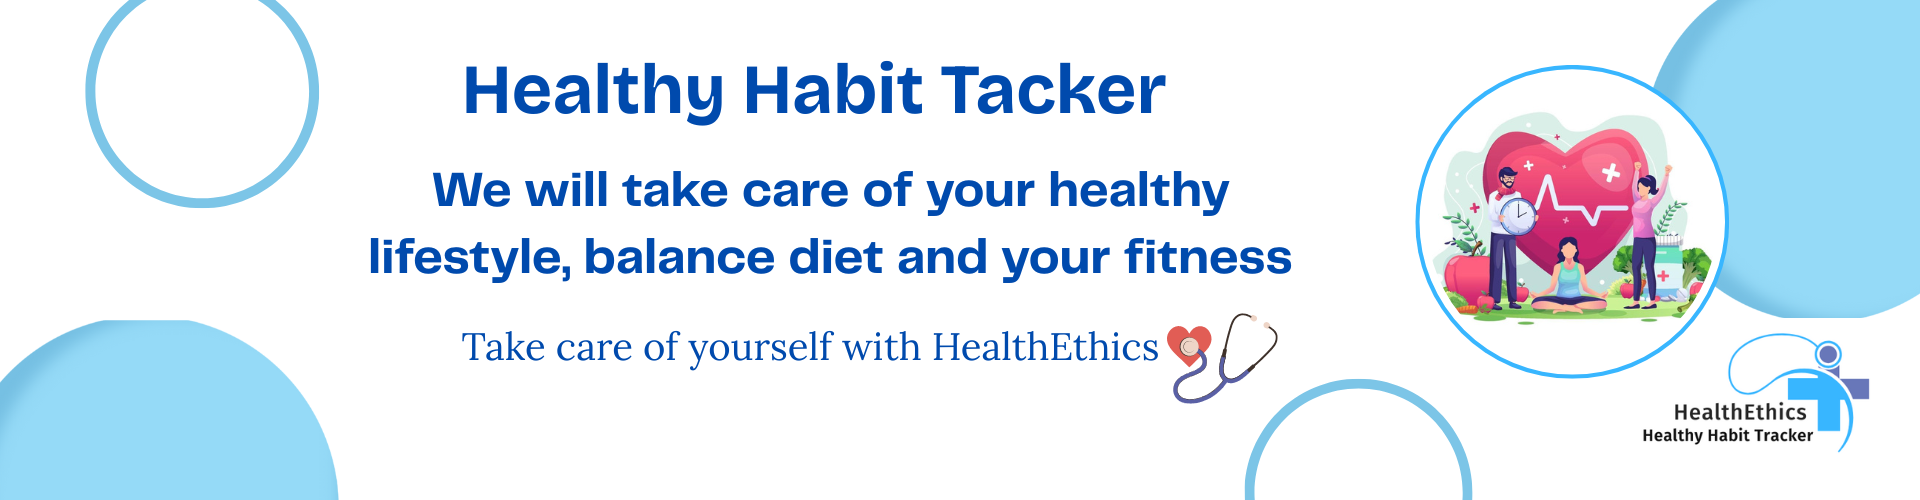 Healthy Habit Tacker
We will take care of your healthy
lifestyle, balance diet and your fitness
Take care of yourself with HealthEthics
HealthEthics
Healthy Habit Tracker